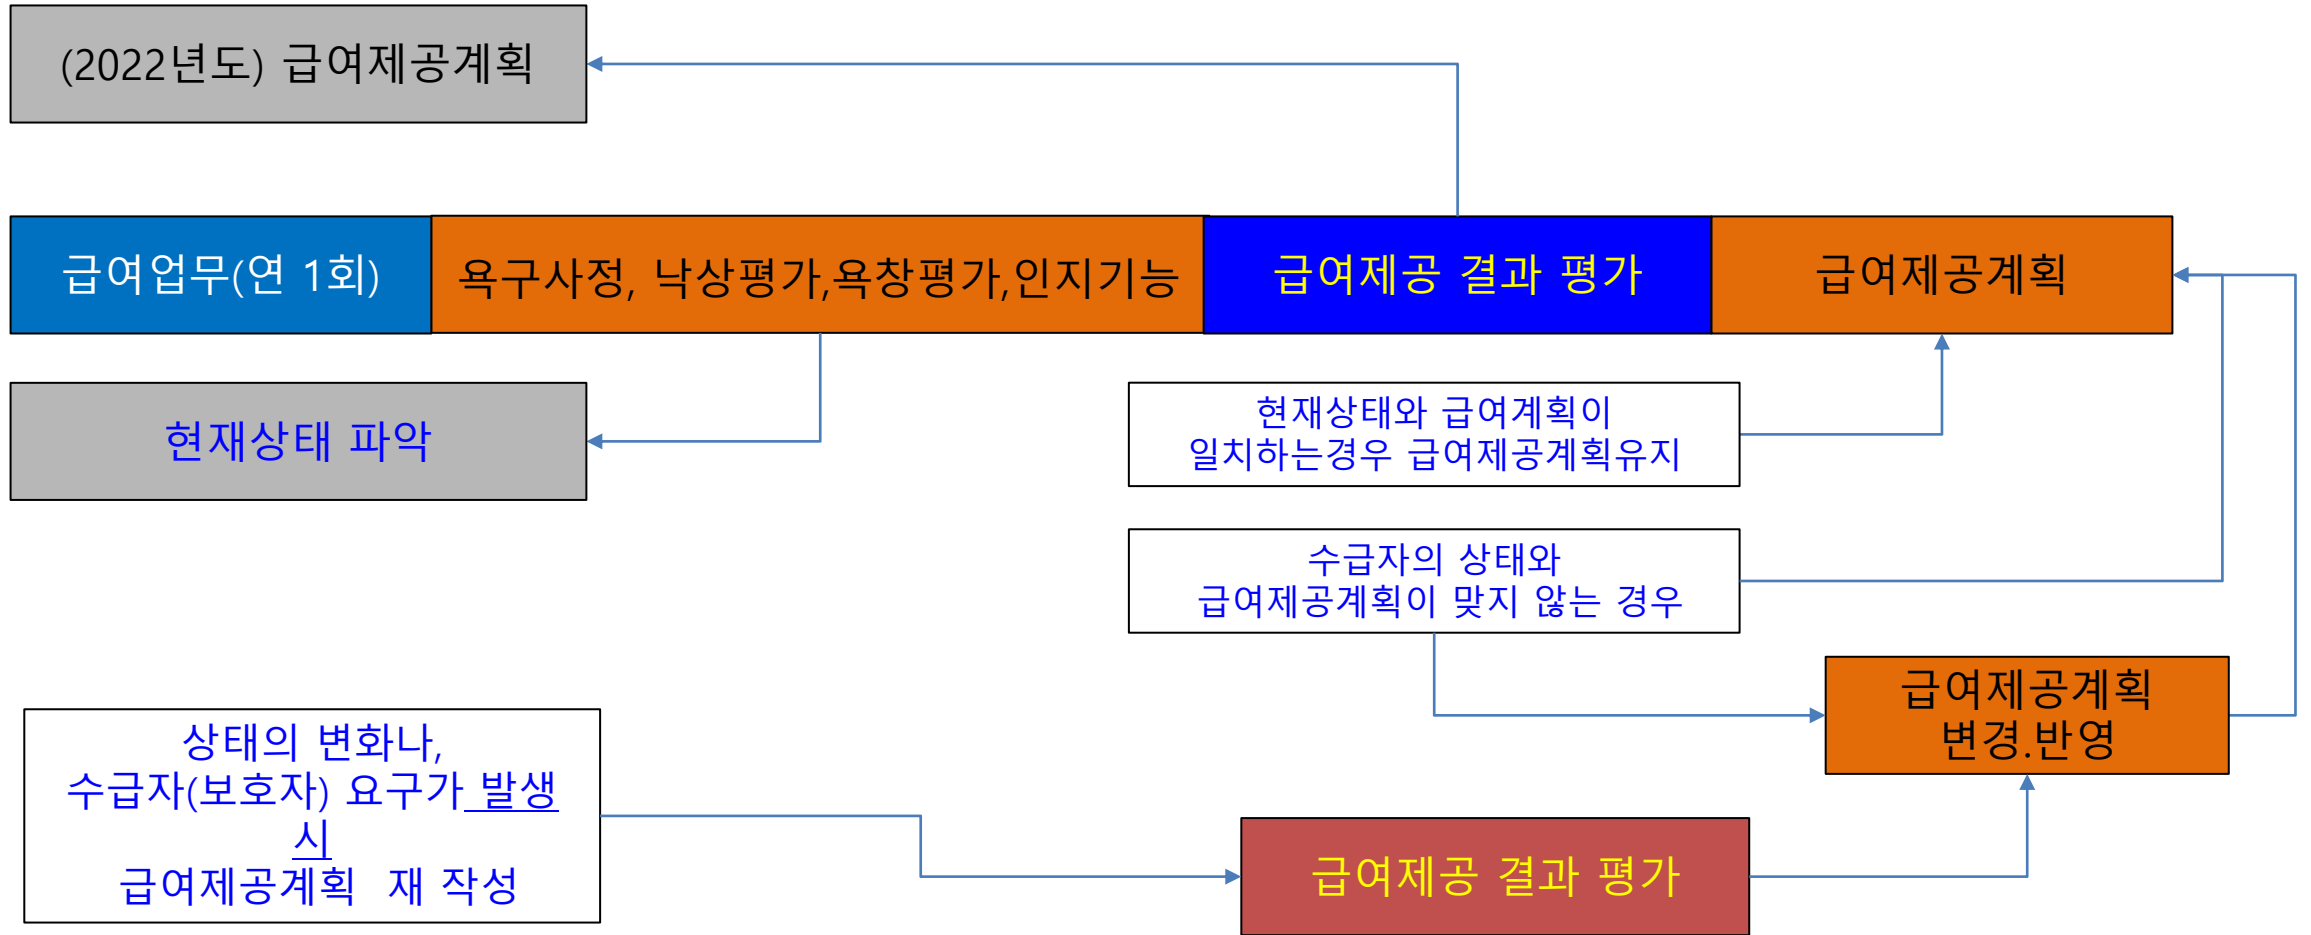 (2022년도) 급여제공계획
급여업무(연 1회)
욕구사정, 낙상평가,욕창평가,인지기능
급여제공 결과 평가
급여제공계획
현재상태 파악
현재상태와 급여계획이
일치하는경우 급여제공계획유지
수급자의 상태와
급여제공계획이 맞지 않는 경우
급여제공계획
변경.반영
상태의 변화나,
수급자(보호자) 요구가 발생
시
급여제공계획 재 작성
급여제공 결과 평가